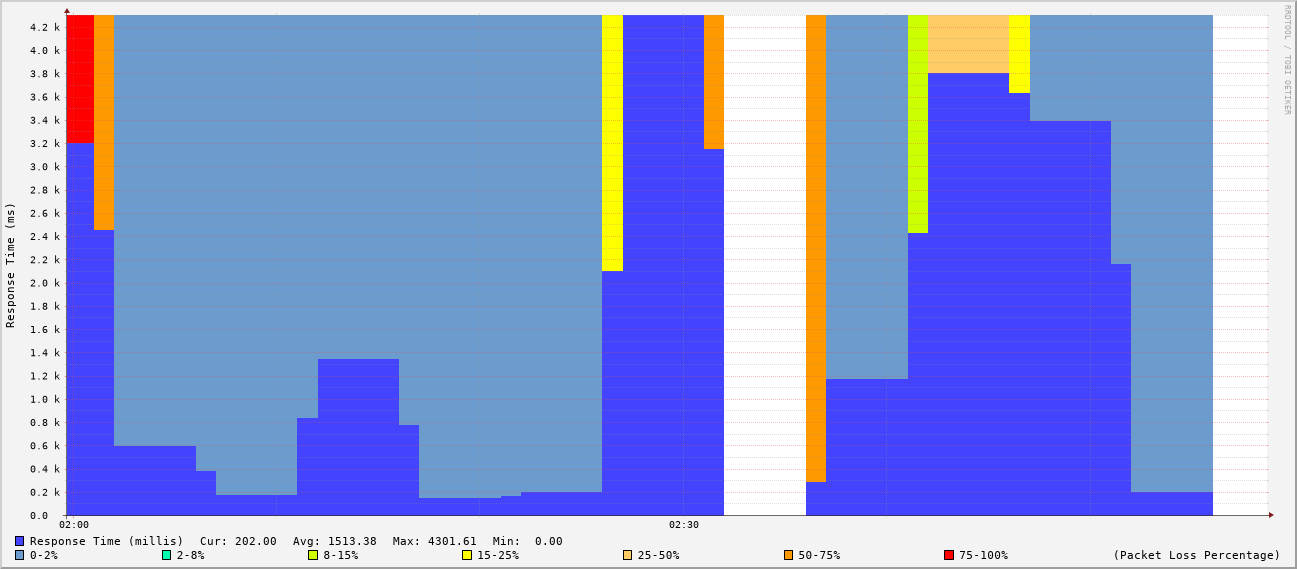 RRDTOOL / TOBI OETIKER
Response Time (ms)
4.2 k
4.0 k
3.8 k
3.6 k
3.4 k
3.2 k
3.0 k
2.8 k
2.6 k
2.4 k
2.2 k
2.0 k
1.8 k
1.6 k
1.4 k
1.2 k
1.0 k
0.8 k
0.6 k
0.4 k
0.2 k
0.0
02:00 02:30
Response Time (millis) Cur: 202.00 Avg: 1513.38 Max: 4301.61 Min: 0.00
0-2% 2-8% 8-15% 15-25% 25-50% 50-75% 75-100% (Packet Loss Percentage)